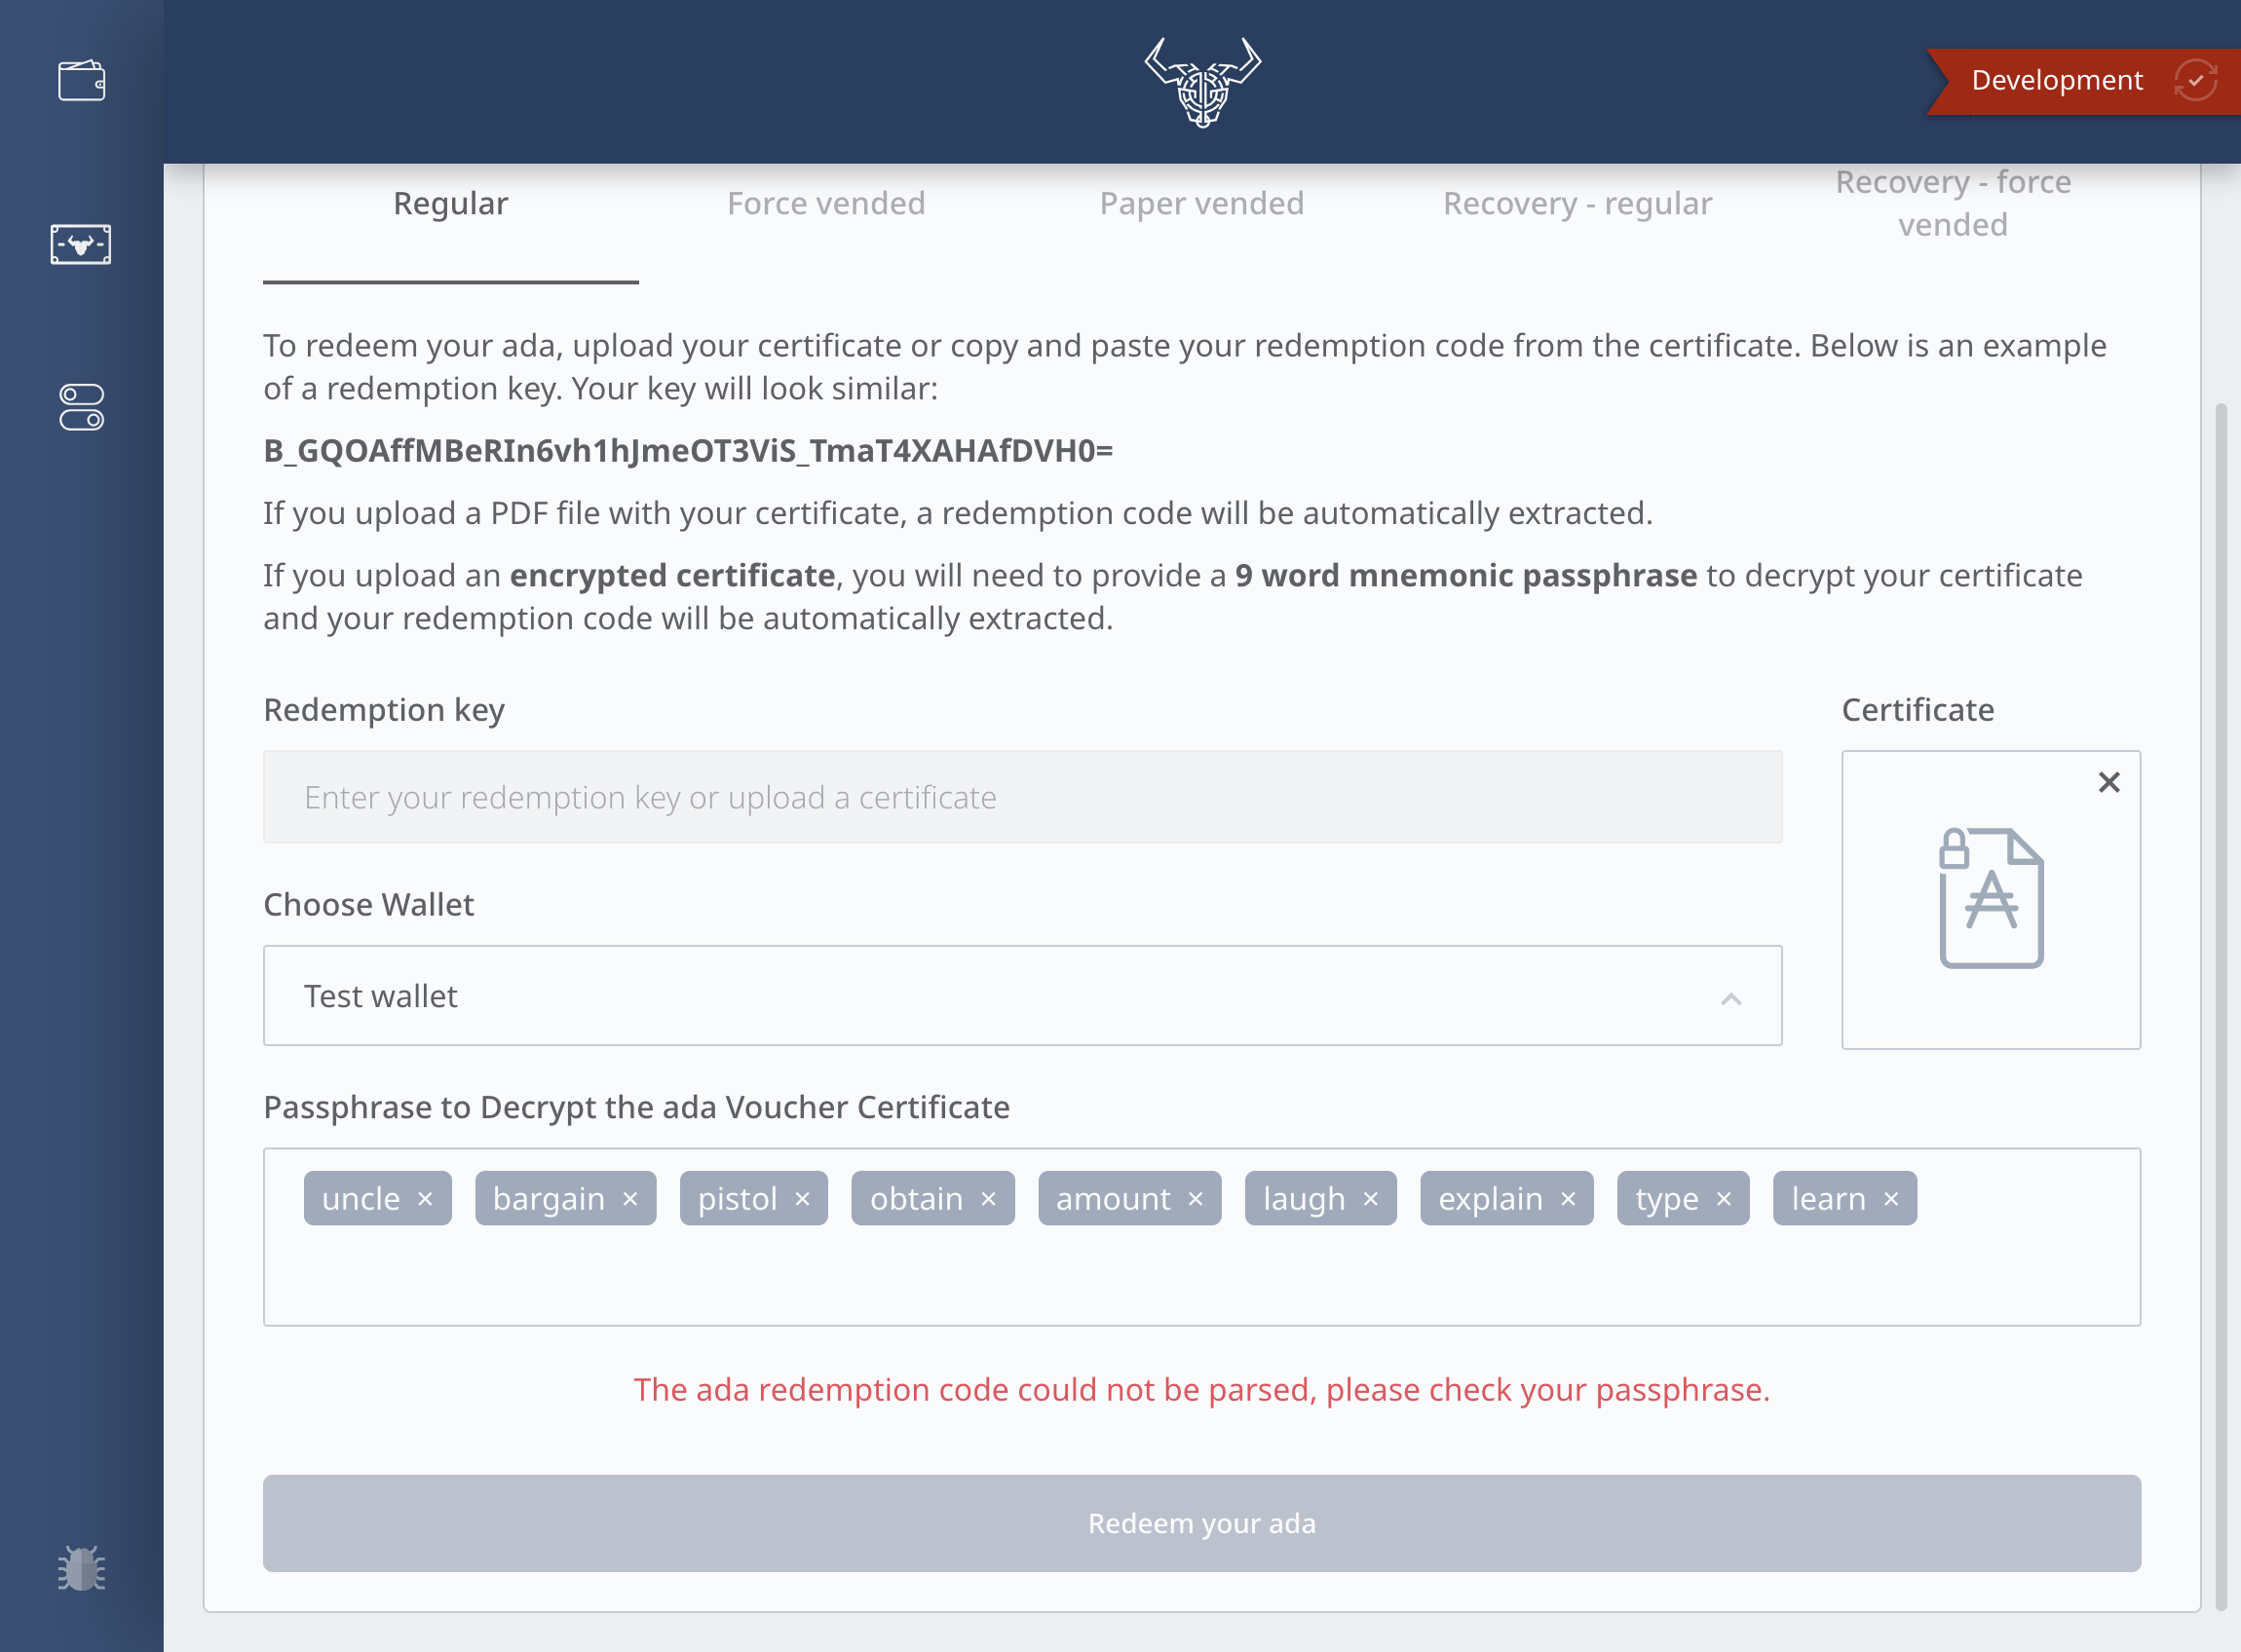 Development
Regular
Force vended
Paper vended
Recovery - regular
Recovery - force
vended
To redeem your ada, upload your certificate or copy and paste your redemption code from the certificate. Below is an example
of a redemption key. Your key will look similar:
B_GQOAffMBeRIn6vh1hJmeOT3ViS_TmaT4XAHAfDVH0=
If you upload a PDF file with your certificate, a redemption code will be automatically extracted.
If you upload an encrypted certificate, you will need to provide a 9 word mnemonic passphrase to decrypt your certificate
and your redemption code will be automatically extracted.
Redemption key
Certificate
Enter your redemption key or upload a certificate
Choose Wallet
Test wallet
Passphrase to Decrypt the ada Voucher Certificate
uncle × bargain × pistol × obtain × amount × laugh × explain × type × learn ×
The ada redemption code could not be parsed, please check your passphrase.
Redeem your ada